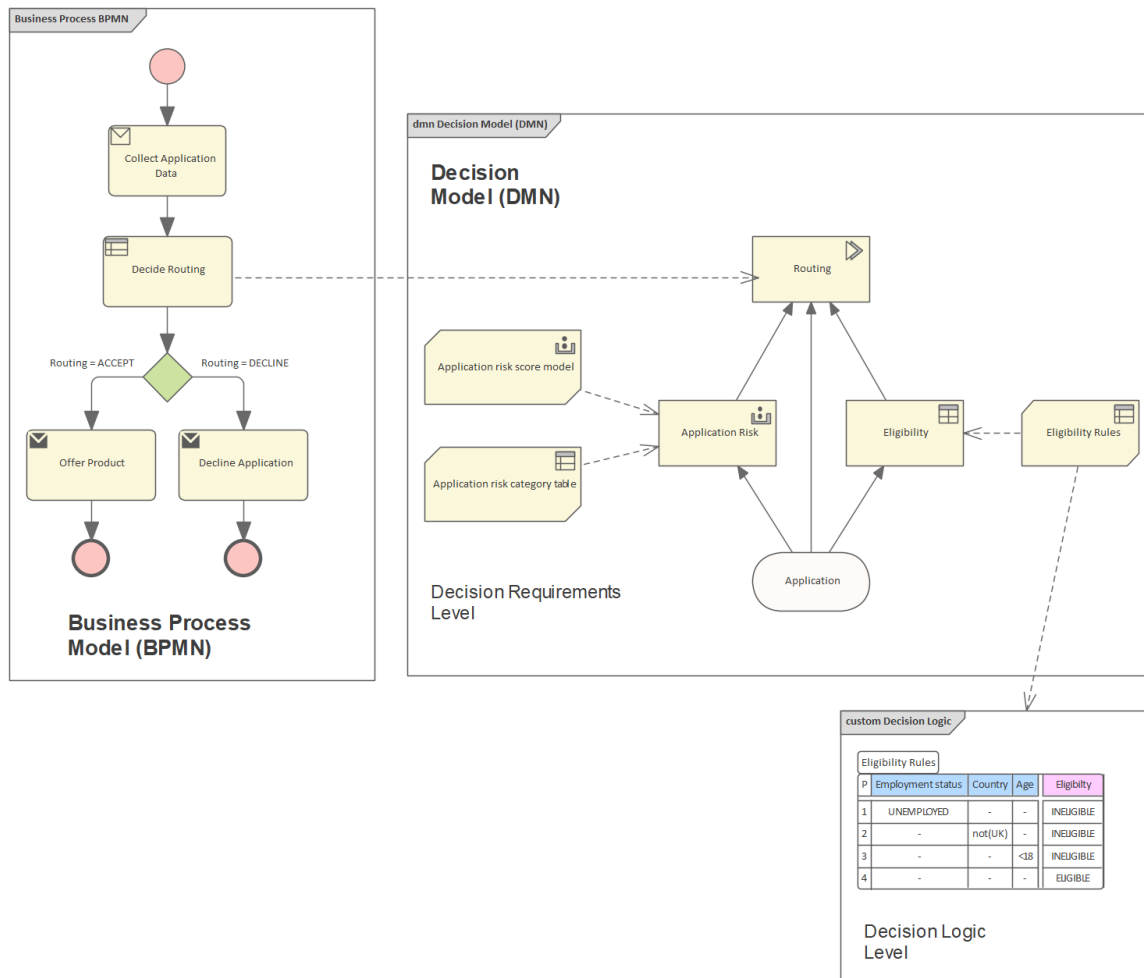 Business Process BPMN
Collect Application
Data
Decide Routing
Routing = ACCEPT
Routing = DECLINE
Offer Product
Decline Application
Business Process
Model (BPMN)
dmn Decision Model (DMN)
Decision
Model (DMN)
Routing
Application risk score model
Application Risk
Eligibility
Eligibility Rules
Application risk category table
Application
Decision Requirements
Level
custom Decision Logic
Eligibility Rules
P Employment status Country Age Eligibilty
1 UNEMPLOYED - - INELIGIBLE
2 - not(UK) - INELIGIBLE
3 - - <18 INELIGIBLE
4 - - - ELIGIBLE
Decision Logic
Level